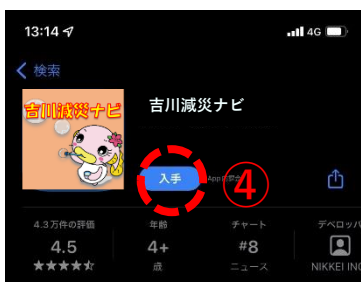 13:14
4G
検索
吉川減災ナビ
吉川減災ナビ
入手
④
4.3万件の評価
年齢
チャート
デベロッパ
4.5
4+
#8
歳
ニュース
NIKKEI INC